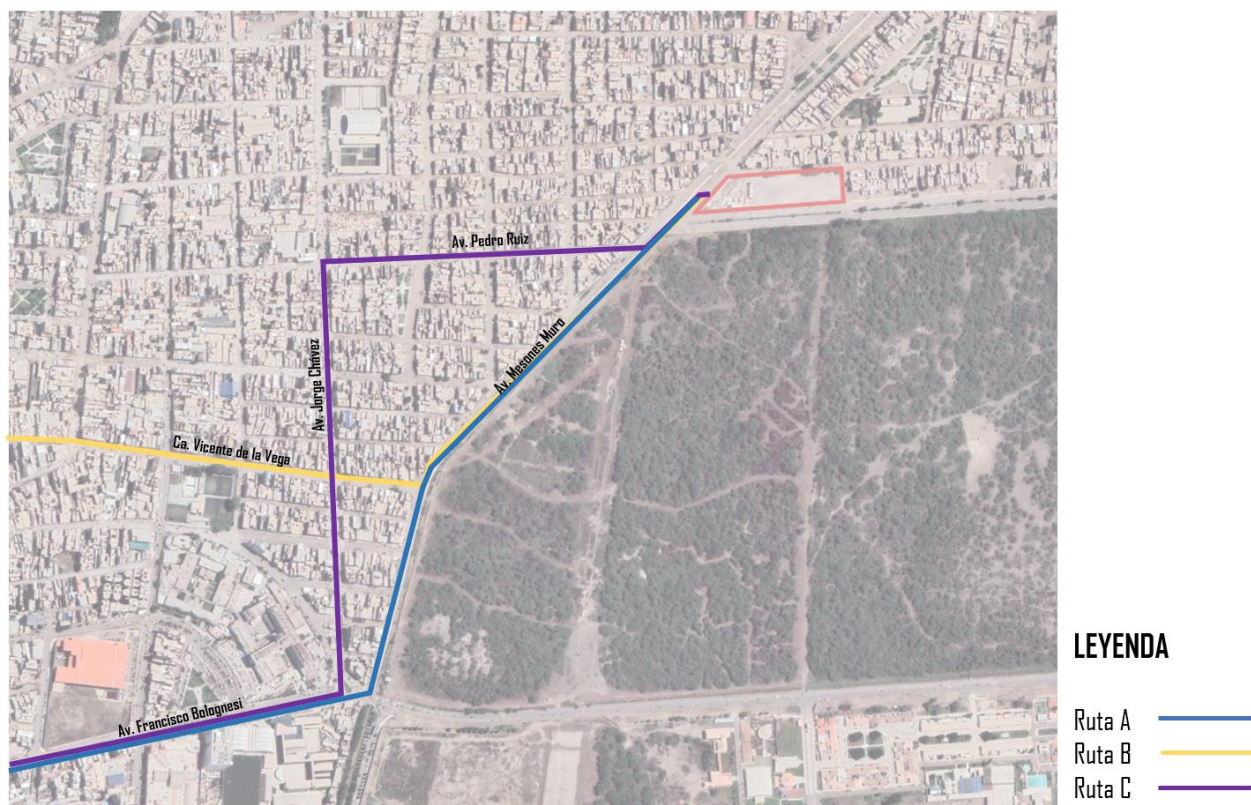 Av. Pedro Ruiz
Av. Mesones Muro
Av. Jorge Chávez
Ca. Vicente de la Vega
Av. Francisco Bolognesi
LEYENDA
Ruta A
Ruta B
Ruta C